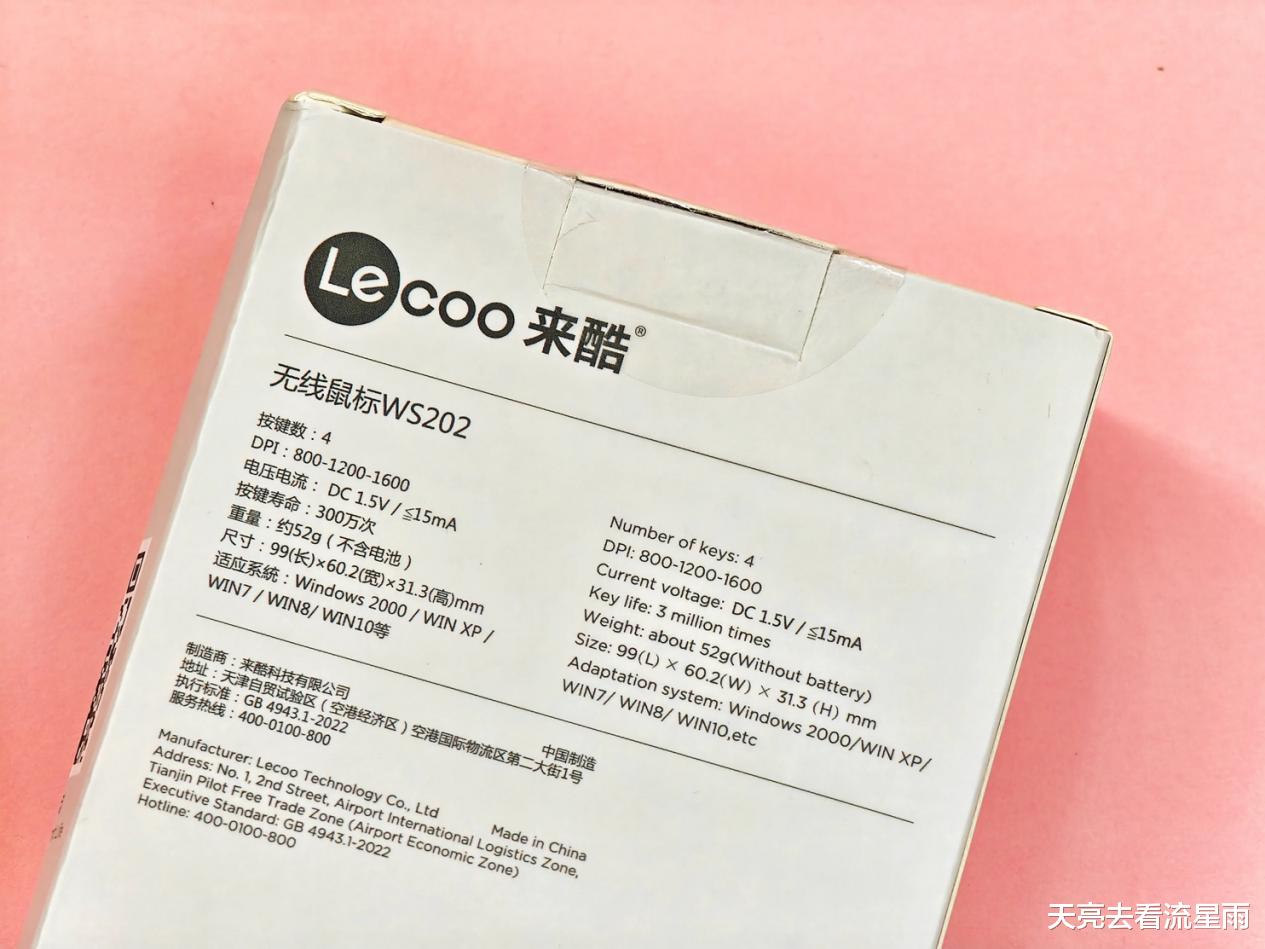 Lecoo 来酷®
无线鼠标WS202
按键数：4
DPI：800-1200-1600
电压电流： DC 1.5V / ≦15mA
按键寿命：300万次
重量：约52g（不含电池）
尺寸：99(长)×60.2(宽)×31.3(高)mm
适应系統：Windows 2000 / WIN XP /
WIN7 / WIN8/ WIN10等
Number of keys: 4
DPI: 800-1200-1600
Current voltage: DC 1.5V / ≦15mA
Key life: 3 million times
Weight: about 52g(Without battery)
Size: 99(L) × 60.2(W) × 31.3 (H) mm
Adaptation system: Windows 2000/WIN XP/
WIN7/ WIN8/ WIN10,etc
制造商：来酷科技有限公司
地址：天津自贸试验区（空港经济区）空港国际物流区第二大街1号
执行标准：GB 4943.1-2022
服务热线：400-0100-800
中国制造
Manufacturer: Lecoo Technology Co., Ltd
Address: No. 1, 2nd Street, Airport International Logistics Zone,
Tianjin Pilot Free Trade Zone (Airport Economic Zone)
Executive Standard: GB 4943.1-2022
Hotline: 400-0100-800
Made in China
天亮去看流星雨